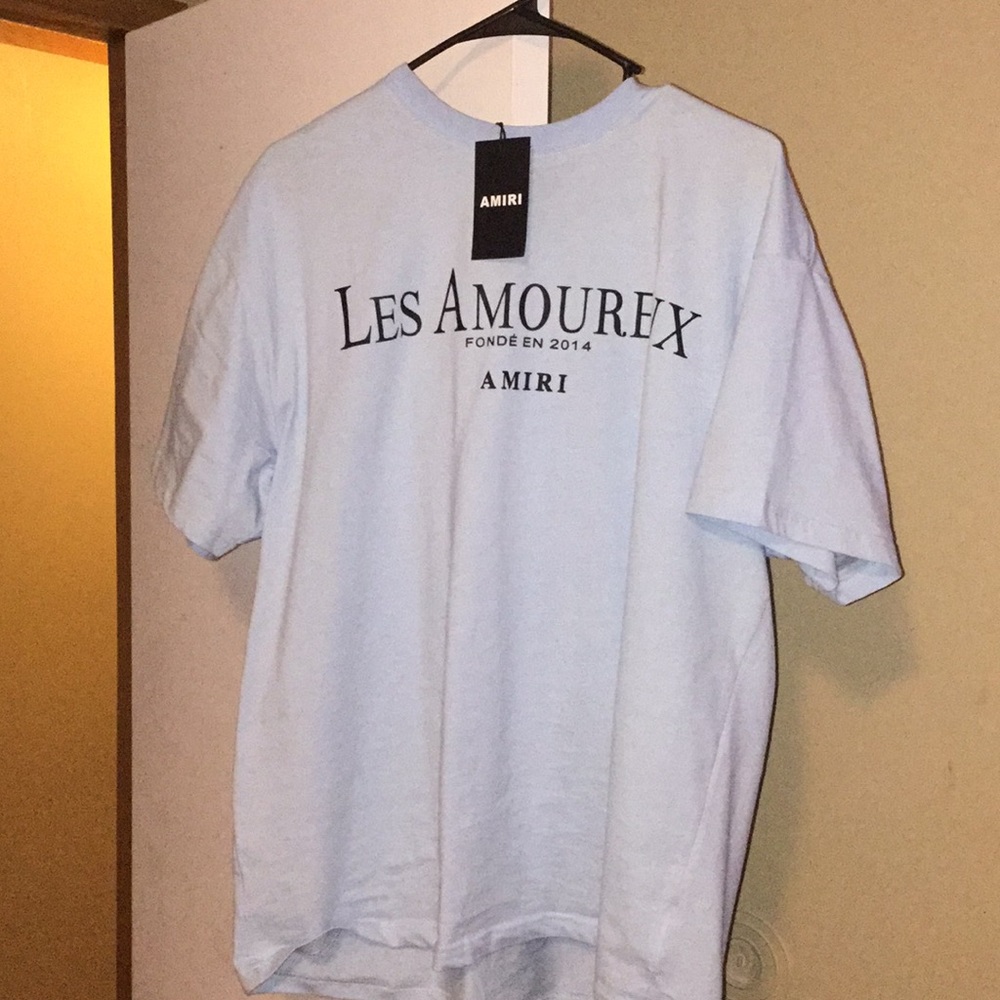 AMIRI
LES AMOUREUX
FONDÉ EN 2014
AMIRI